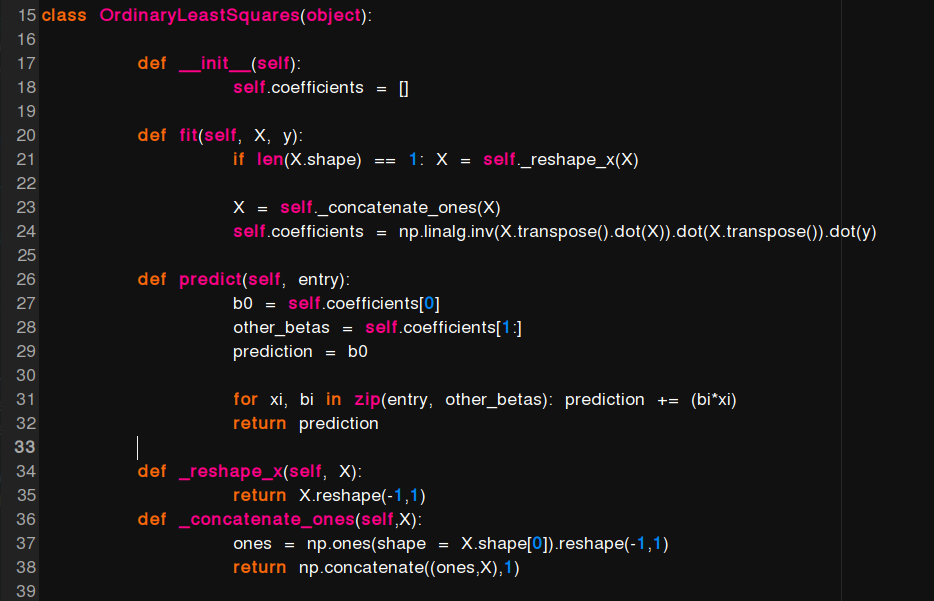 15 class OrdinaryLeastSquares(object):
16
17 def __init__(self):
18 self.coefficients = []
19
20 def fit(self, X, y):
21 if len(X.shape) == 1: X = self._reshape_x(X)
22
23 X = self._concatenate_ones(X)
24 self.coefficients = np.linalg.inv(X.transpose().dot(X)).dot(X.transpose()).dot(y)
25
26 def predict(self, entry):
27 b0 = self.coefficients[0]
28 other_betas = self.coefficients[1:]
29 prediction = b0
30
31 for xi, bi in zip(entry, other_betas): prediction += (bi*xi)
32 return prediction
33
34 def _reshape_x(self, X):
35 return X.reshape(-1,1)
36 def _concatenate_ones(self,X):
37 ones = np.ones(shape = X.shape[0]).reshape(-1,1)
38 return np.concatenate((ones,X),1)
39